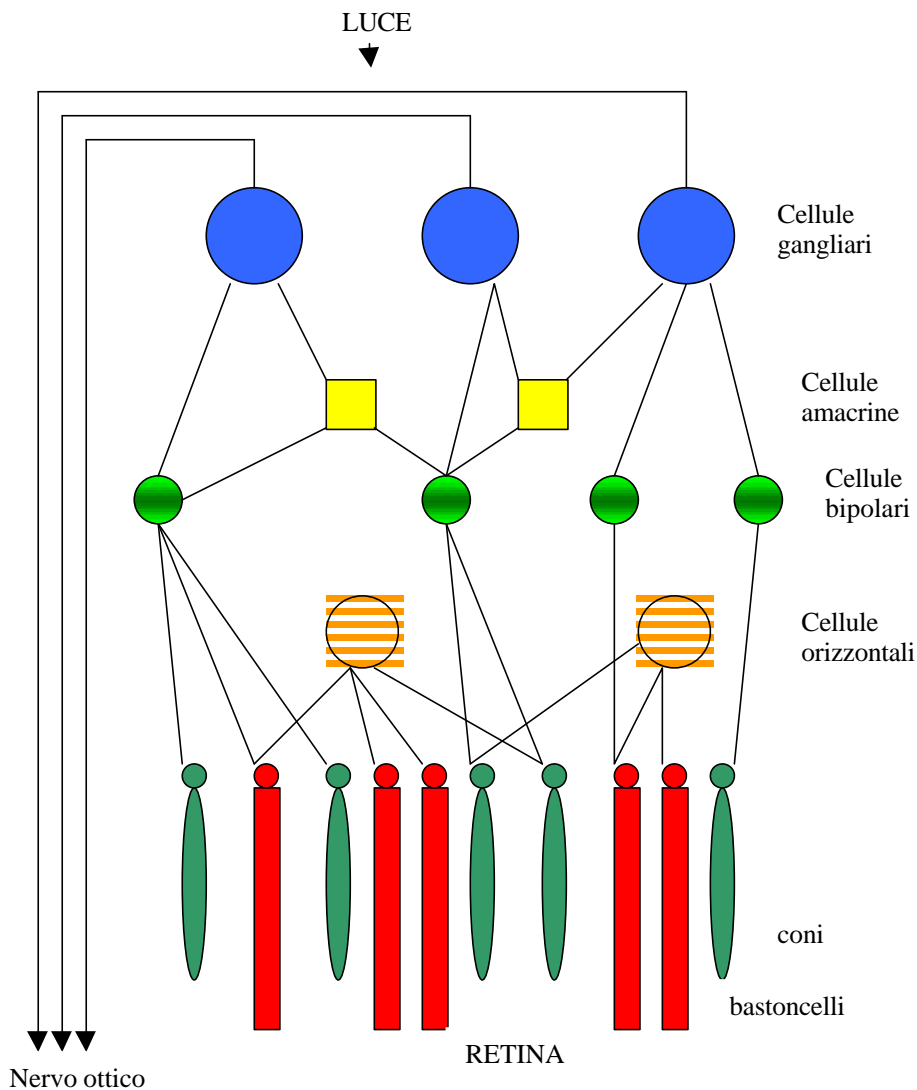 LUCE
Cellule
gangliari
Cellule
amacrine
Cellule
bipolari
Cellule
orizzontali
coni
bastoncelli
RETINA
Nervo ottico